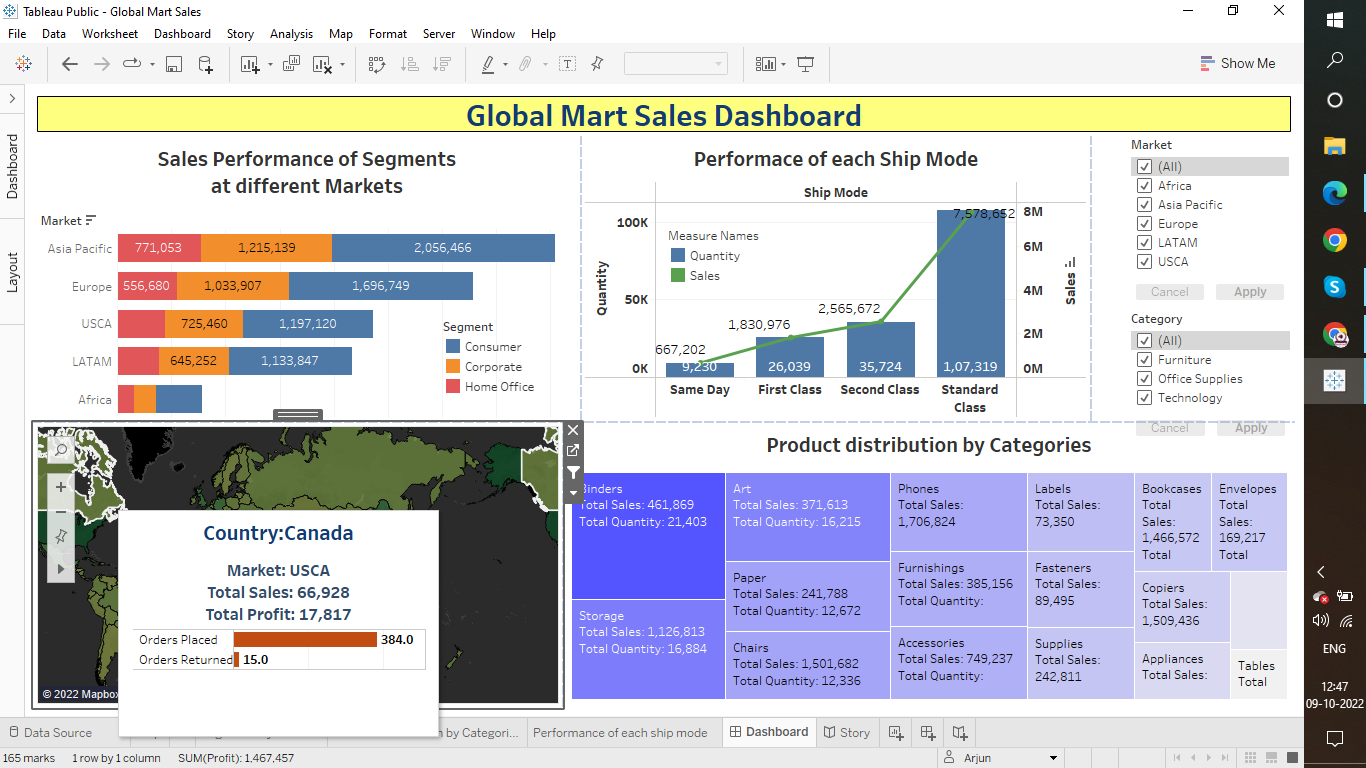 Tableau Public - Global Mart Sales
File Data Worksheet Dashboard Story Analysis Map Format Server Window Help
Show Me
Dashboard
Layout
Global Mart Sales Dashboard
Sales Performance of Segments
at different Markets
Market
Asia Pacific 771,053 1,215,139 2,056,466
Europe 556,680 1,033,907 1,696,749
USCA 725,460 1,197,120
LATAM 645,252 1,133,847
Africa
Segment
Consumer
Corporate
Home Office
Performace of each Ship Mode
Ship Mode
Quantity
100K
50K
0K
Measure Names
Quantity
Sales
667,202
1,830,976
2,565,672
7,578,652
9,230
26,039
35,724
1,07,319
Same Day
First Class
Second Class
Standard
Class
8M
6M
4M
2M
0M
Sales
Market
(All)
Africa
Asia Pacific
Europe
LATAM
USCA
Cancel Apply
Category
(All)
Furniture
Office Supplies
Technology
Cancel Apply
Country:Canada
Market: USCA
Total Sales: 66,928
Total Profit: 17,817
Orders Placed 384.0
Orders Returned 15.0
© 2022 Mapbox
Product distribution by Categories
Binders
Total Sales: 461,869
Total Quantity: 21,403
Storage
Total Sales: 1,126,813
Total Quantity: 16,884
Art
Total Sales: 371,613
Total Quantity: 16,215
Paper
Total Sales: 241,788
Total Quantity: 12,672
Chairs
Total Sales: 1,501,682
Total Quantity: 12,336
Phones
Total Sales:
1,706,824
Furnishings
Total Sales: 385,156
Total Quantity:
Accessories
Total Sales: 749,237
Total Quantity:
Labels
Total Sales:
73,350
Fasteners
Total Sales:
89,495
Supplies
Total Sales:
242,811
Bookcases
Total
Sales:
1,466,572
Total
Envelopes
Total
Sales:
169,217
Total
Copiers
Total Sales:
1,509,436
Appliances
Total Sales:
Tables
Total
Data Source
n by Categori...
Performance of each ship mode
Dashboard
Story
165 marks 1 row by 1 column SUM(Profit): 1,467,457
Arjun
ENG
12:47
09-10-2022